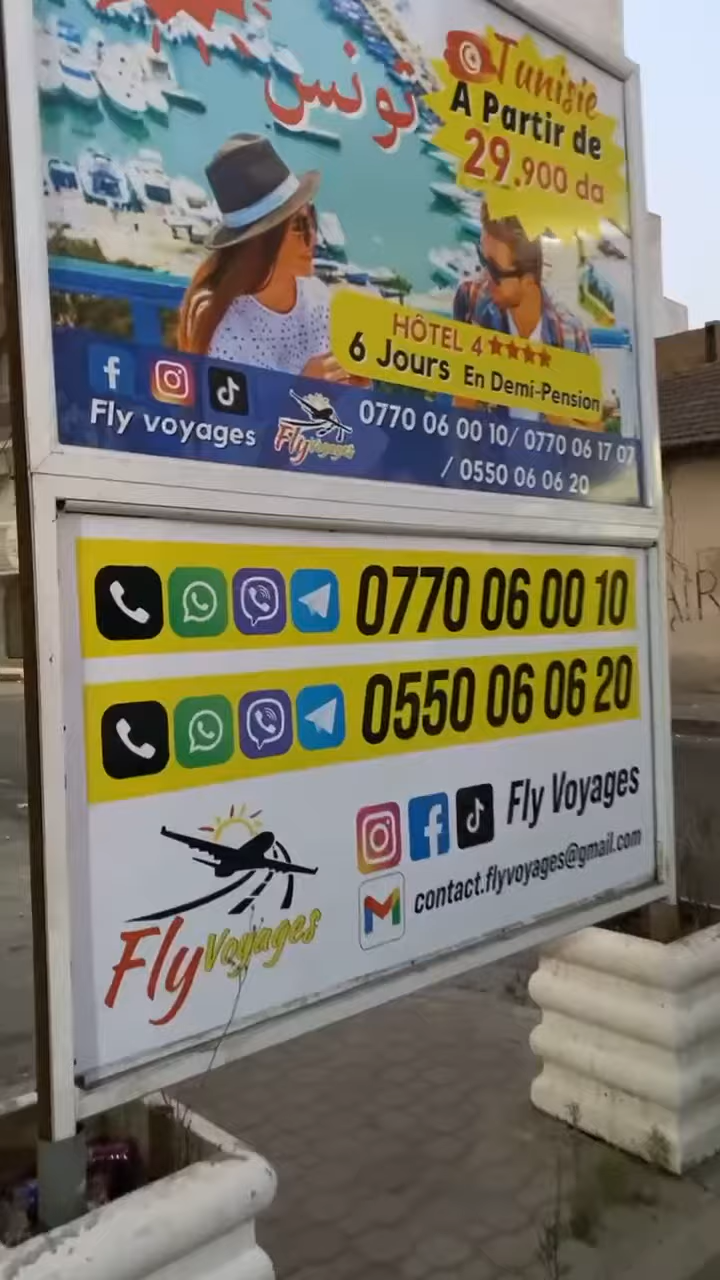 تونس
Tunisie
A Partir de
29.900 da
HÔTEL 4
6 Jours En Demi-Pension
Fly voyages
Fly Voyages
0770 06 00 10/ 0770 06 17 07
/ 0550 06 06 20
0770 06 00 10
0550 06 06 20
Fly Voyages
contact.flyvoyages@gmail.com
Fly Voyages